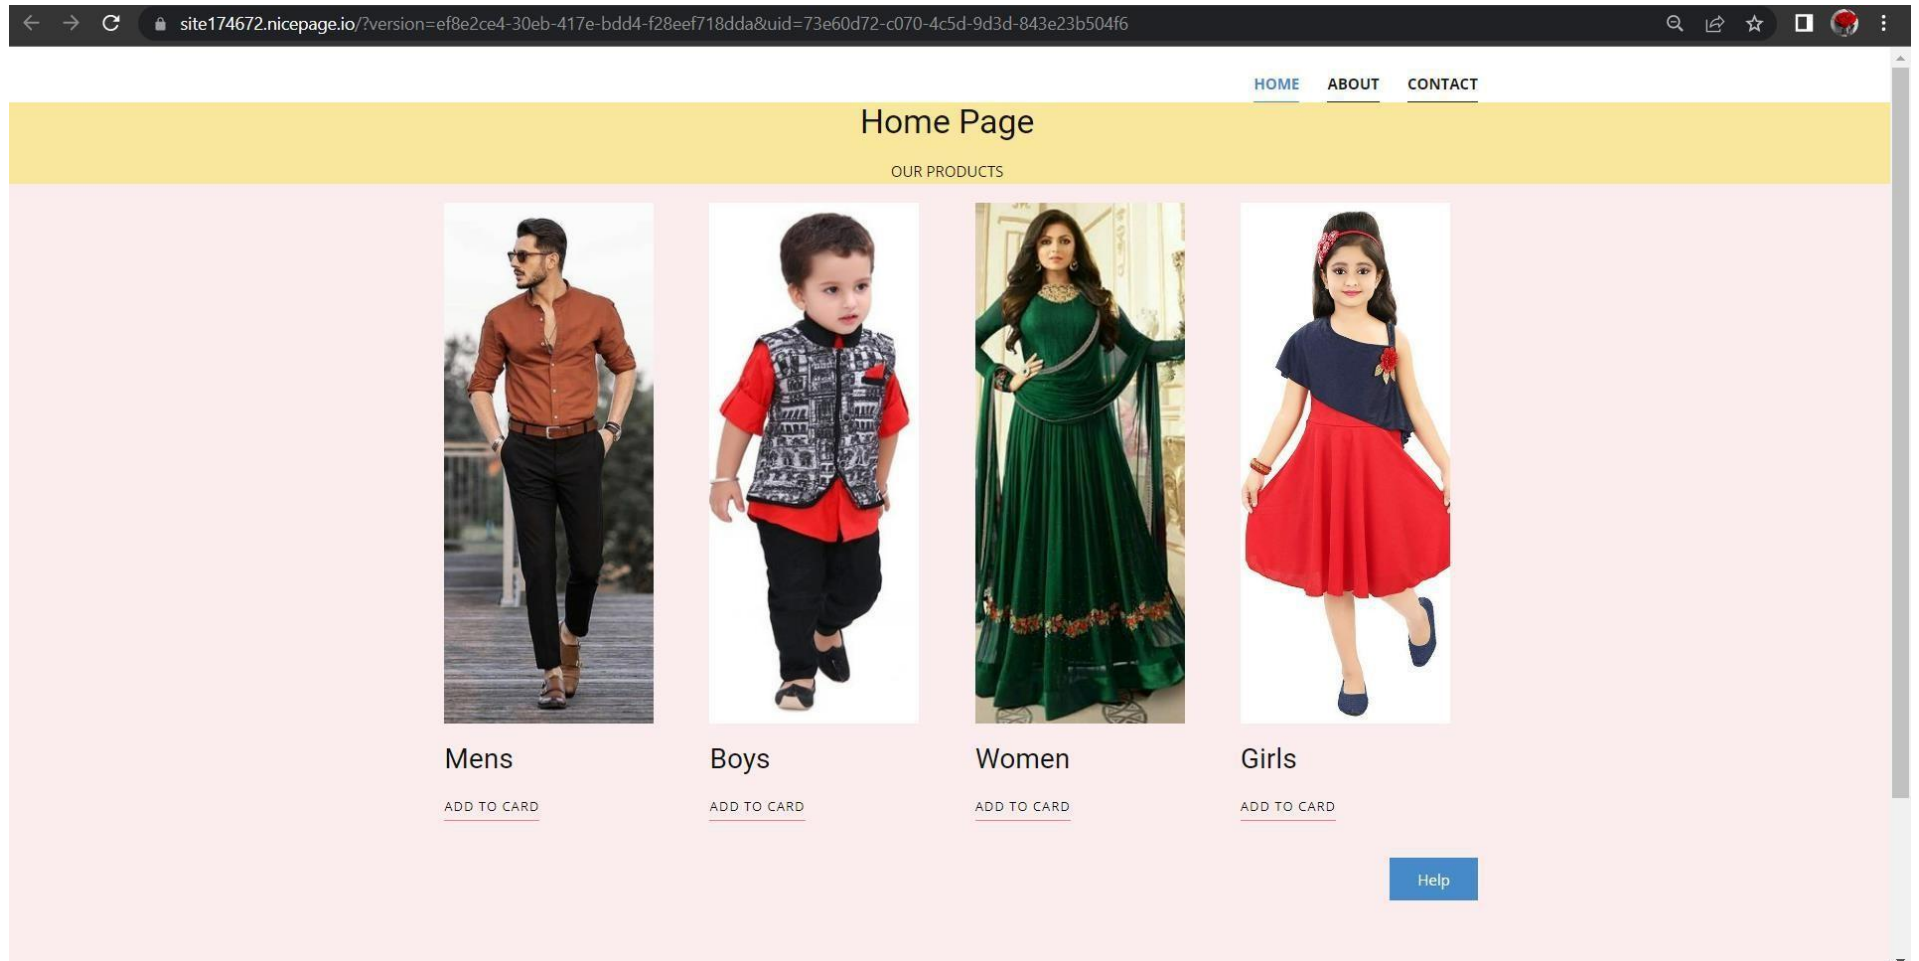 site174672.nicepage.io/?version=ef8e2ce4-30eb-417e-bdd4-f28eef718dda&uid=73e60d72-c070-4c5d-9d3d-843e23b504f6
HOME ABOUT CONTACT
Home Page
OUR PRODUCTS
Mens Boys Women Girls
ADD TO CARD ADD TO CARD ADD TO CARD ADD TO CARD
Help